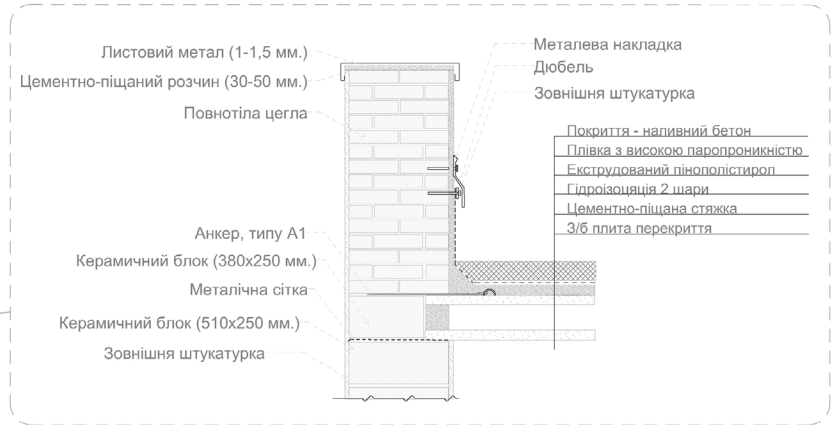 Листовий метал (1-1,5 мм.)
Цементно-піщаний розчин (30-50 мм.)
Повнотіла цегла
Анкер, типу А1
Керамичний блок (380х250 мм.)
Металічна сітка
Керамичний блок (510х250 мм.)
Зовнішня штукатурка
Металева накладка
Дюбель
Зовнішня штукатурка
Покриття - наливний бетон
Плівка з високою паропроникністю
Екструдований пінополістирол
Гідроізоцяція 2 шари
Цементно-піщана стяжка
З/б плита перекриття